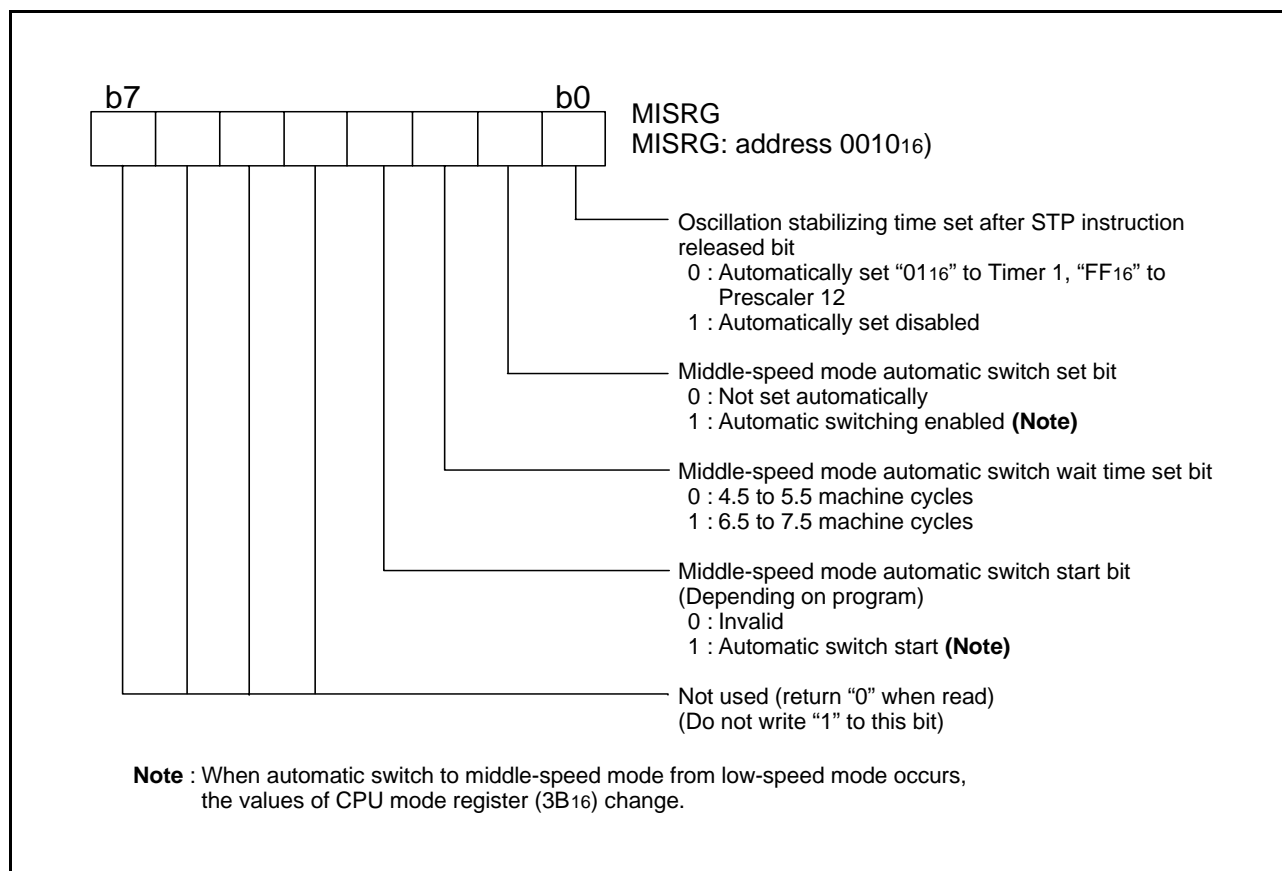 b7 b0
MISRG
MISRG: address 001016)
Oscillation stabilizing time set after STP instruction
released bit
0 : Automatically set “0116” to Timer 1, “FF16” to
Prescaler 12
1 : Automatically set disabled
Middle-speed mode automatic switch set bit
0 : Not set automatically
1 : Automatic switching enabled (Note)
Middle-speed mode automatic switch wait time set bit
0 : 4.5 to 5.5 machine cycles
1 : 6.5 to 7.5 machine cycles
Middle-speed mode automatic switch start bit
(Depending on program)
0 : Invalid
1 : Automatic switch start (Note)
Not used (return “0” when read)
(Do not write “1” to this bit)
Note : When automatic switch to middle-speed mode from low-speed mode occurs,
the values of CPU mode register (3B16) change.